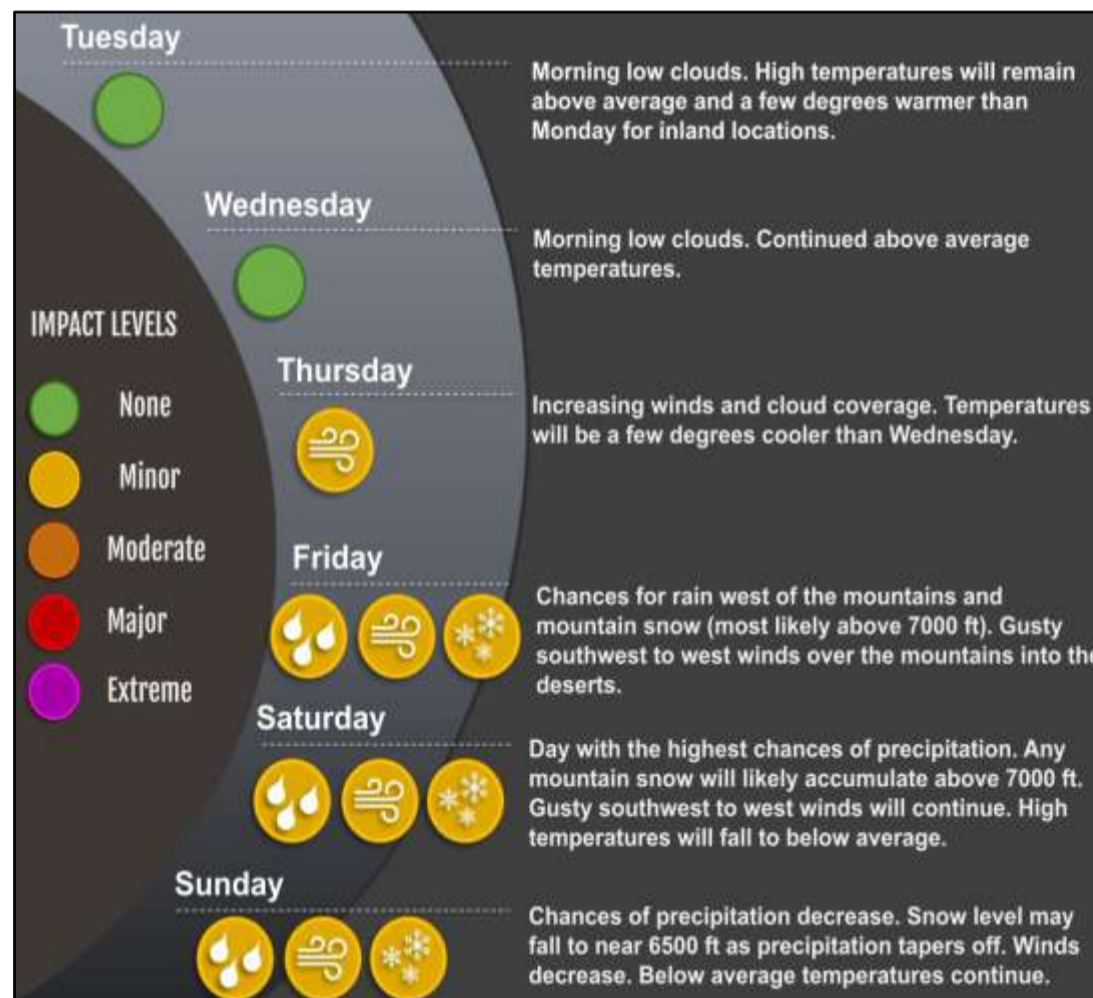 Tuesday
Morning low clouds. High temperatures will remain
above average and a few degrees warmer than
Monday for inland locations.
Wednesday
Morning low clouds. Continued above average
temperatures.
IMPACT LEVELS
None
Minor
Moderate
Major
Extreme
Thursday
Increasing winds and cloud coverage. Temperatures
will be a few degrees cooler than Wednesday.
Friday
Chances for rain west of the mountains and
mountain snow (most likely above 7000 ft). Gusty
southwest to west winds over the mountains into the
deserts.
Saturday
Day with the highest chances of precipitation. Any
mountain snow will likely accumulate above 7000 ft.
Gusty southwest to west winds will continue. High
temperatures will fall to below average.
Sunday
Chances of precipitation decrease. Snow level may
fall to near 6500 ft as precipitation tapers off. Winds
decrease. Below average temperatures continue.